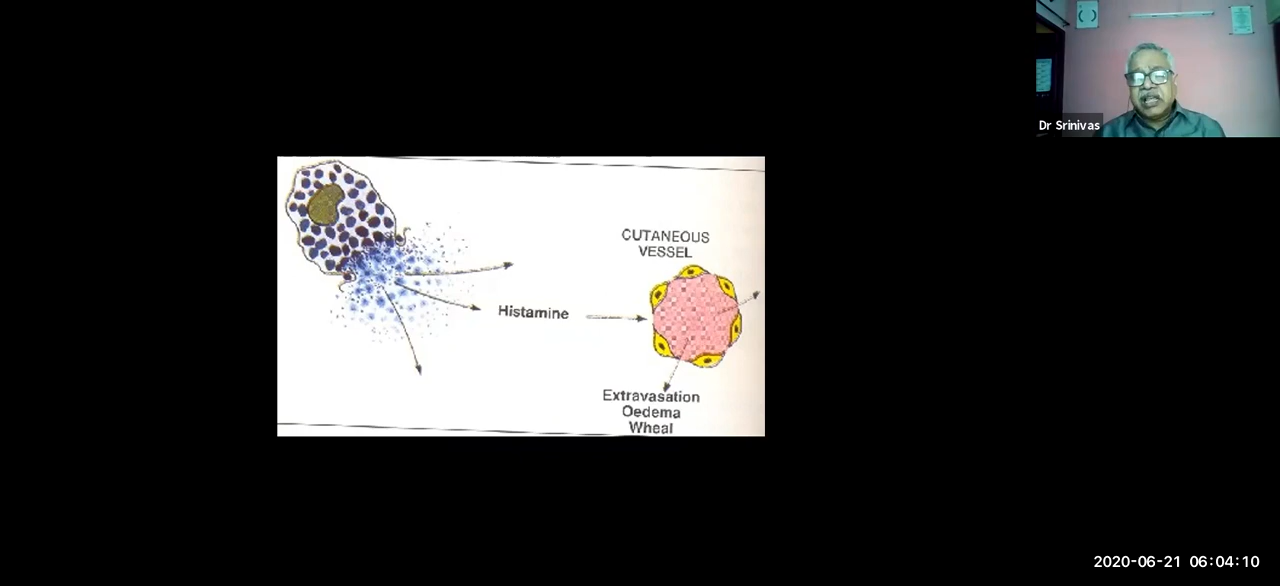 Dr Srinivas
CUTANEOUS
VESSEL
Histamine
Extravasation
Oedema
Wheal
2020-06-21 06:04:10